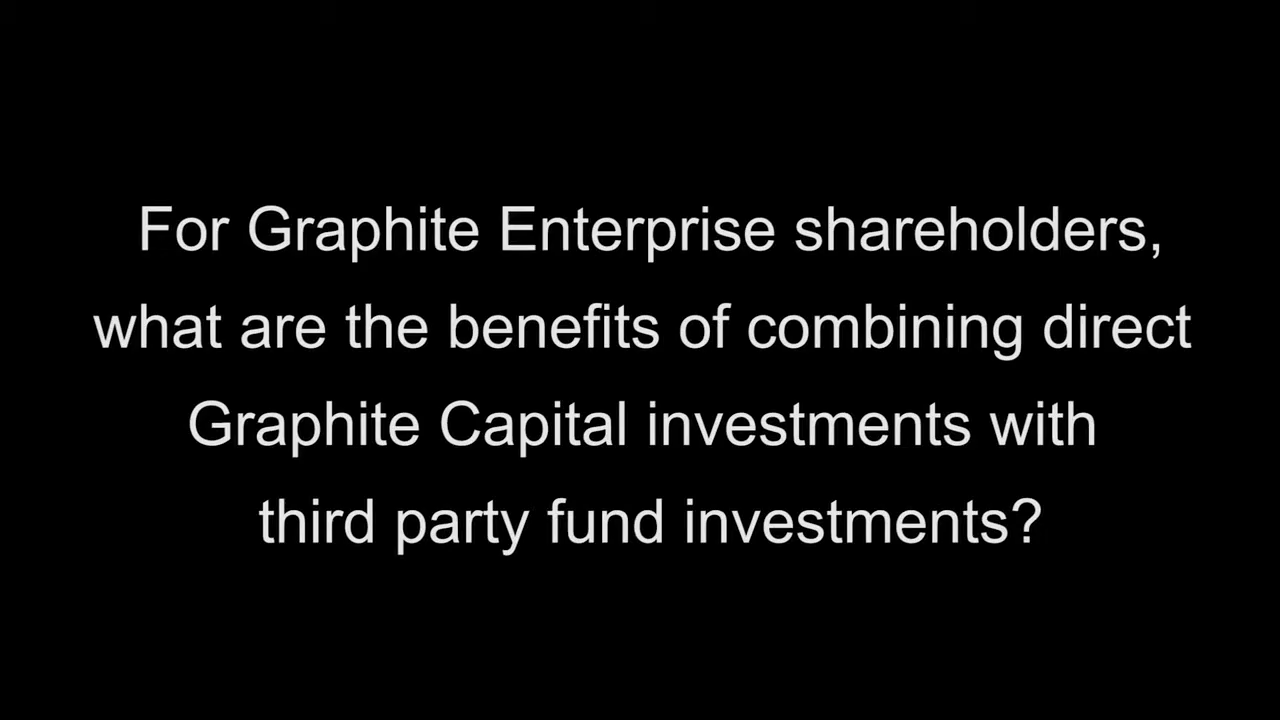 For Graphite Enterprise shareholders,
what are the benefits of combining direct
Graphite Capital investments with
third party fund investments?